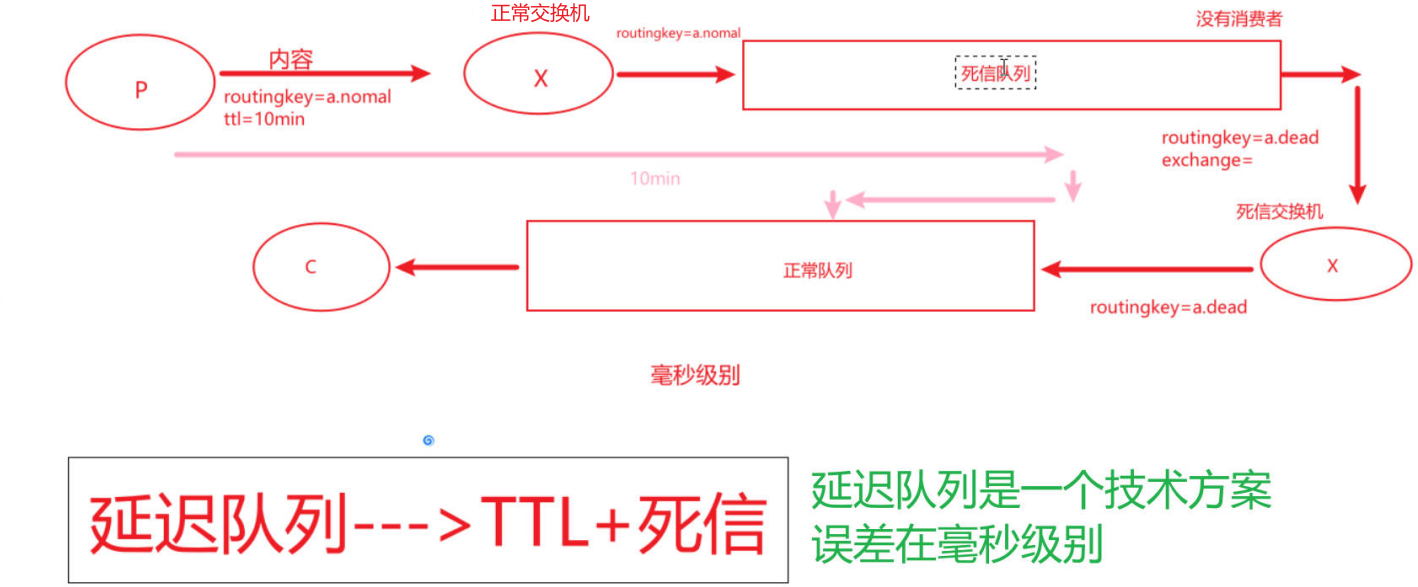 正常交换机
没有消费者
routingkey=a.nomal
内容
P
X
死信队列
routingkey=a.nomal
ttl=10min
routingkey=a.dead
exchange=
10min
死信交换机
C
正常队列
X
routingkey=a.dead
毫秒级别
延迟队列--->TTL+死信
延迟队列是一个技术方案
误差在毫秒级别